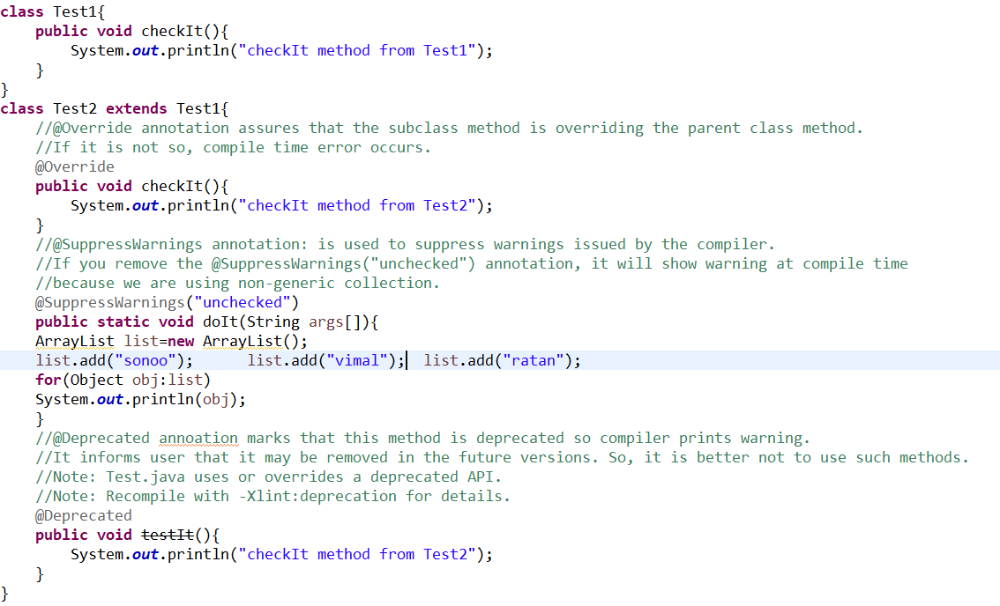 class Test1{
    public void checkIt(){
        System.out.println("checkIt method from Test1");
    }
}
class Test2 extends Test1{
    //@Override annotation assures that the subclass method is overriding the parent class method.
    //If it is not so, compile time error occurs.
    @Override
    public void checkIt(){
        System.out.println("checkIt method from Test2");
    }
    //@SuppressWarnings annotation: is used to suppress warnings issued by the compiler.
    //If you remove the @SuppressWarnings("unchecked") annotation, it will show warning at compile time
    //because we are using non-generic collection.
    @SuppressWarnings("unchecked")
    public static void doIt(String args[]){
    ArrayList list=new ArrayList();
    list.add("sonoo");      list.add("vimal");  list.add("ratan");
    for(Object obj:list)
    System.out.println(obj);
    }
    //@Deprecated annoation marks that this method is deprecated so compiler prints warning.
    //It informs user that it may be removed in the future versions. So, it is better not to use such methods.
    //Note: Test.java uses or overrides a deprecated API.
    //Note: Recompile with -Xlint:deprecation for details.
    @Deprecated
    public void testIt(){
        System.out.println("checkIt method from Test2");
    }
}